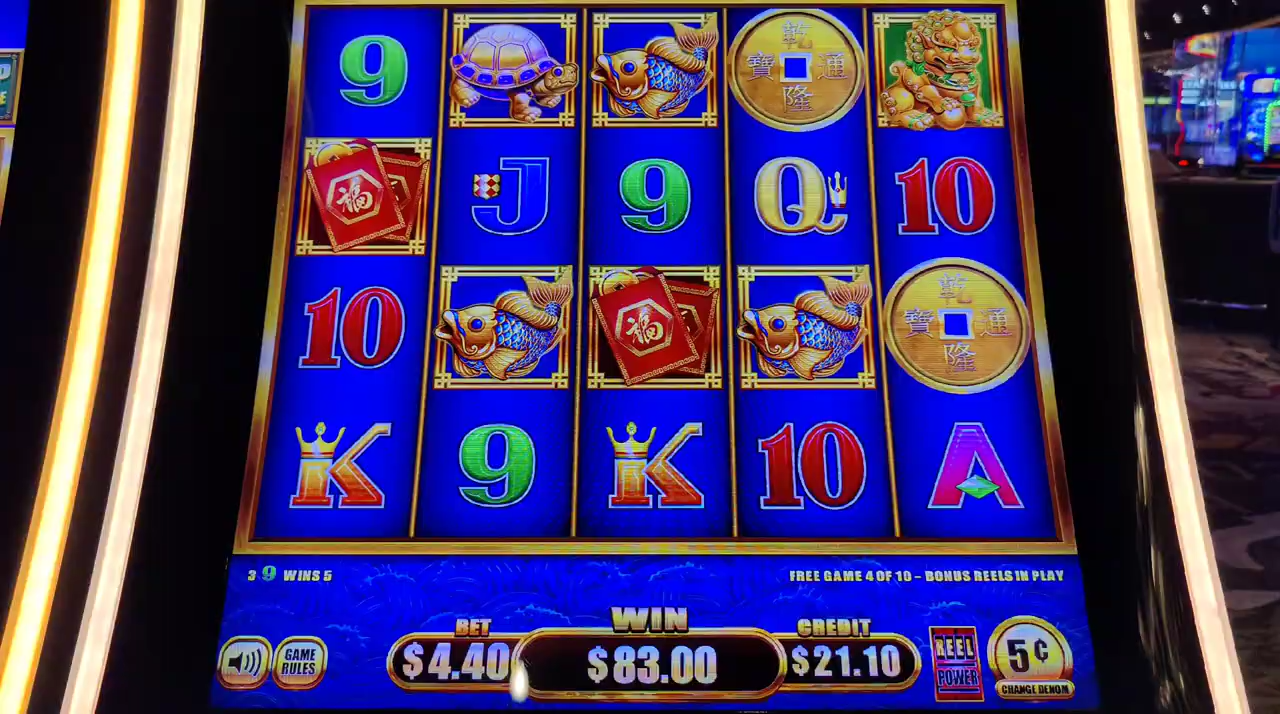 9
乾
寶 通
隆
福
J
9
Q
10
10
福
乾
寶 通
隆
K
9
K
10
A
3 9 WINS 5
FREE GAME 4 OF 10 - BONUS REELS IN PLAY
BET
WIN
CREDIT
GAME
RULES
$4.40
$83.00
$21.10
REEL
POWER
5¢
CHANGE DENOM